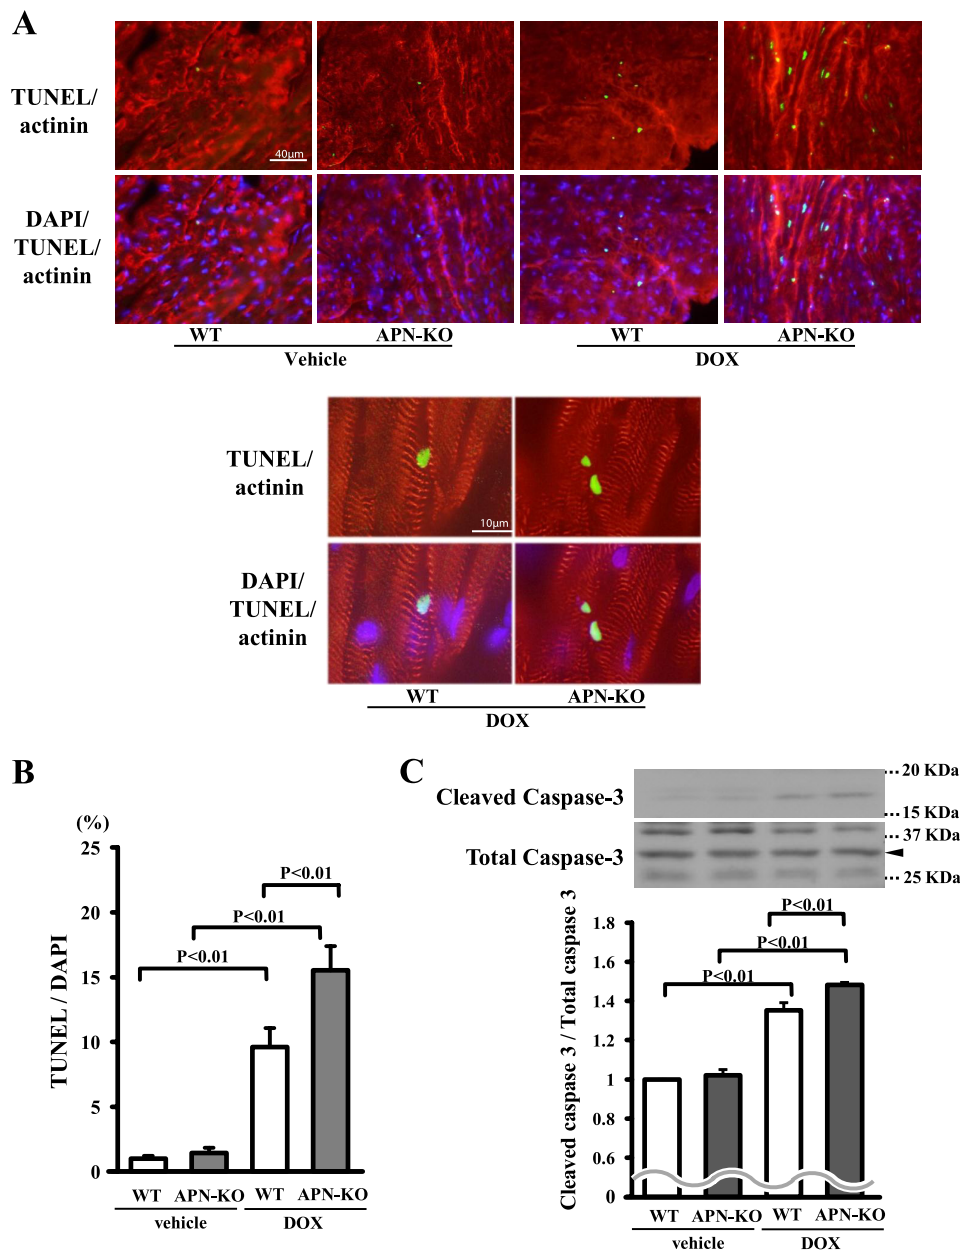 A
TUNEL/
actinin
40μm
DAPI/
TUNEL/
actinin
WT
APN-KO
WT
APN-KO
Vehicle
DOX
TUNEL/
actinin
10μm
DAPI/
TUNEL/
actinin
WT
APN-KO
DOX
B
(%)
TUNEL / DAPI
25
20
15
10
5
0
P<0.01
P<0.01
P<0.01
WT
APN-KO
WT
APN-KO
vehicle
DOX
C
Cleaved Caspase-3
20 KDa
15 KDa
Total Caspase-3
37 KDa
25 KDa
Cleaved caspase 3 / Total caspase 3
1.8
1.6
1.4
1.2
1
0.8
0.6
0
P<0.01
P<0.01
P<0.01
WT
APN-KO
WT
APN-KO
vehicle
DOX